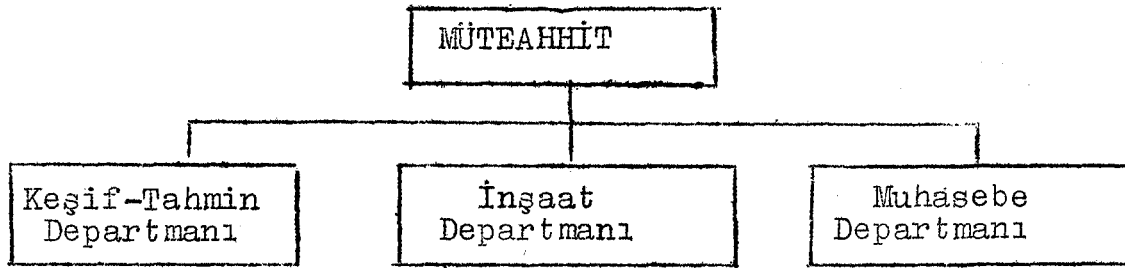 MÜTEAHHİT
Keşif-Tahmin
Departmanı
İnşaat
Departmanı
Muhasebe
Departmanı